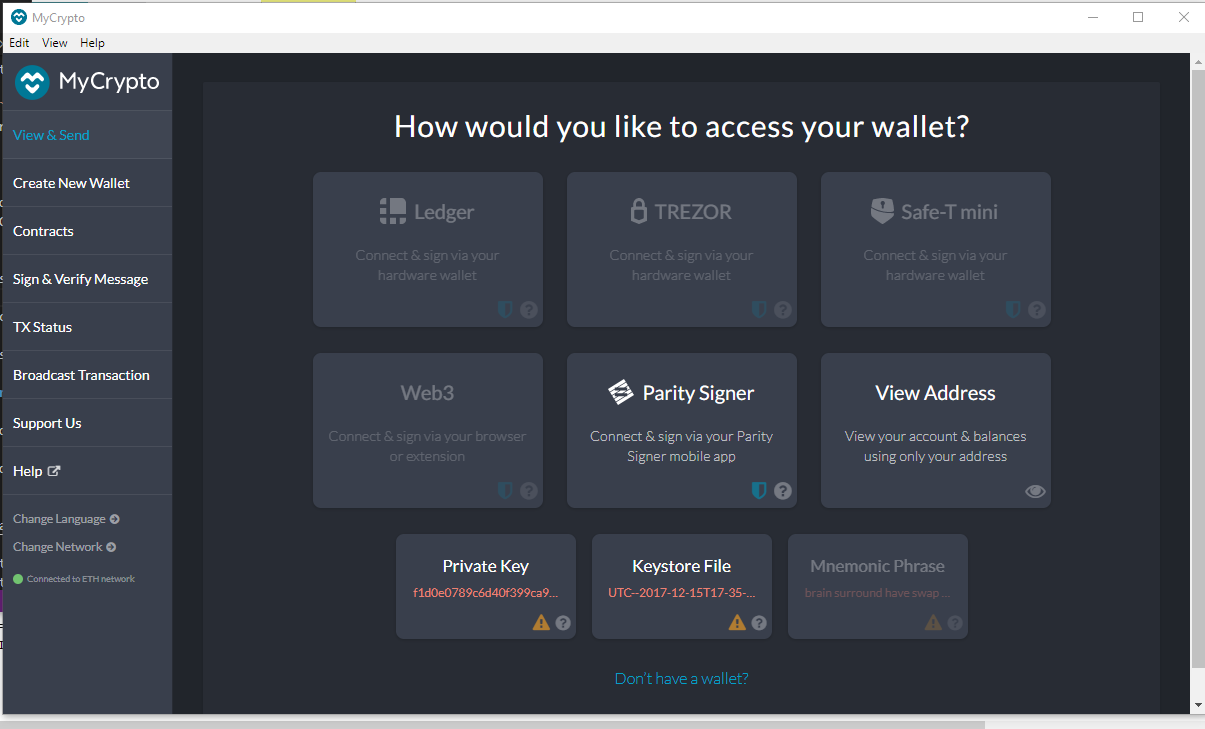 MyCrypto
Edit View Help
MyCrypto
View & Send
Create New Wallet
Contracts
Sign & Verify Message
TX Status
Broadcast Transaction
Support Us
Help
Change Language
Change Network
Connected to ETH network
How would you like to access your wallet?
Ledger
Connect & sign via your
hardware wallet
TREZOR
Connect & sign via your
hardware wallet
Safe-T mini
Connect & sign via your
hardware wallet
Web3
Connect & sign via your browser
or extension
Parity Signer
Connect & sign via your Parity
Signer mobile app
View Address
View your account & balances
using only your address
Private Key
f1d0e0789c6d40f399ca9...
Keystore File
UTC--2017-12-15T17-35-...
Mnemonic Phrase
brain surround have swap ...
Don't have a wallet?